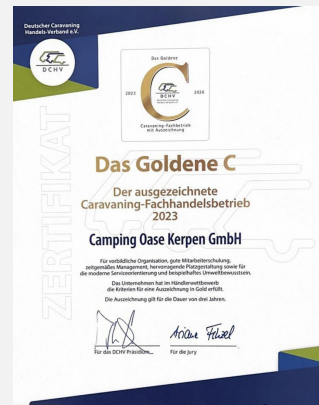 Deutscher Caravaning
Handels-Verband e.V.
DCHV
Das Goldene
2023
C
2026
DCHV
Caravaning-Fachbetrieb
mit Auszeichnung
ZERTIFIKAT
Das Goldene C
Der ausgezeichnete
Caravaning-Fachhandelsbetrieb
2023
Camping Oase Kerpen GmbH
Für vorbildliche Organisation, gute Mitarbeiterschulung,
zeitgemäßes Management, hervorragende Platzgestaltung sowie für
die moderne Serviceorientierung und beispielhaftes Umweltbewusstsein.
Das Unternehmen hat im Händlerwettbewerb
die Kriterien für eine Auszeichnung in Gold erfüllt.
Die Auszeichnung gilt für die Dauer von drei Jahren.
Für das DCHV Präsidium
Für die Jury